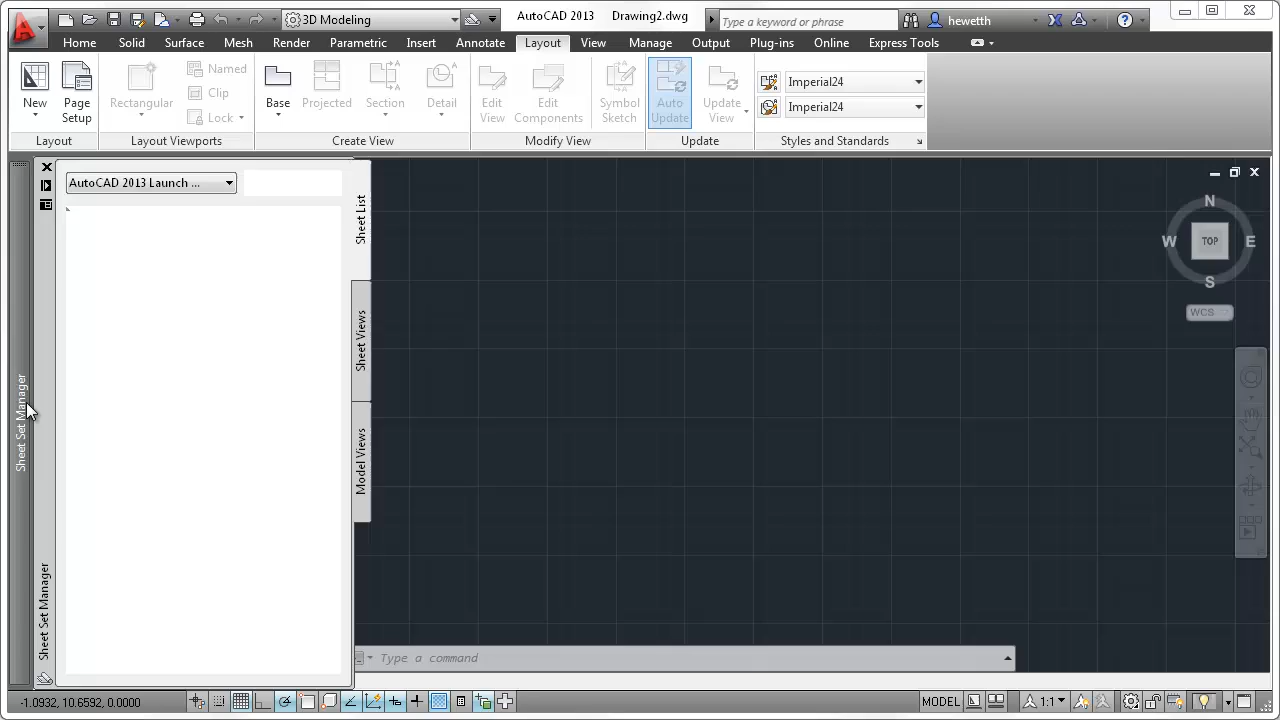 3D Modeling
AutoCAD 2013 Drawing2.dwg
Type a keyword or phrase
hewetth
Home Solid Surface Mesh Render Parametric Insert Annotate Layout View Manage Output Plug-ins Online Express Tools
New
Page Setup
Rectangular
Named
Clip
Lock
Base
Projected
Section
Detail
Edit View
Edit Components
Symbol Sketch
Auto Update
Update View
Imperial24
Imperial24
Layout
Layout Viewports
Create View
Modify View
Update
Styles and Standards
Sheet Set Manager
Sheet Set Manager
AutoCAD 2013 Launch ...
Sheet List
Sheet Views
Model Views
N
W
TOP
E
S
WCS
Type a command
-1.0932, 10.6592, 0.0000
MODEL
1:1